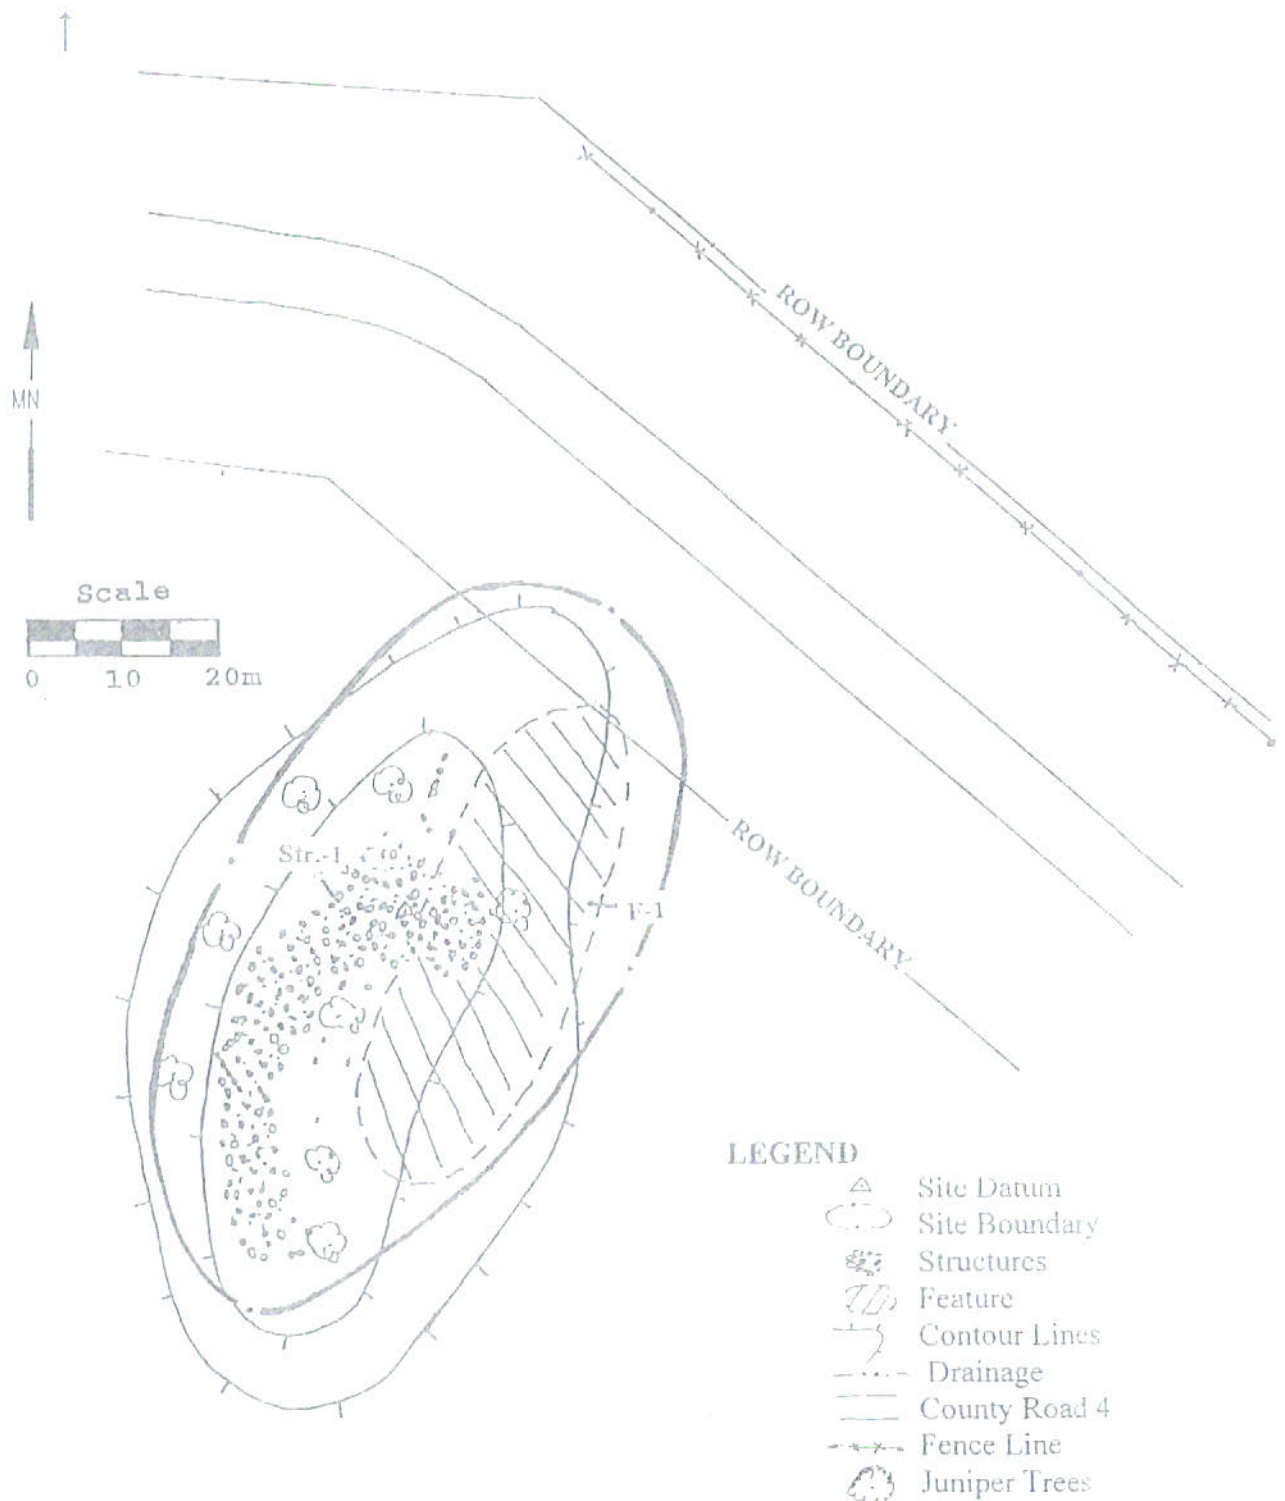 ROW BOUNDARY
MN
Scale
0 10 20m
Str.-1
F-1
ROW BOUNDARY
LEGEND
Site Datum
Site Boundary
Structures
Feature
Contour Lines
Drainage
County Road 4
Fence Line
Juniper Trees